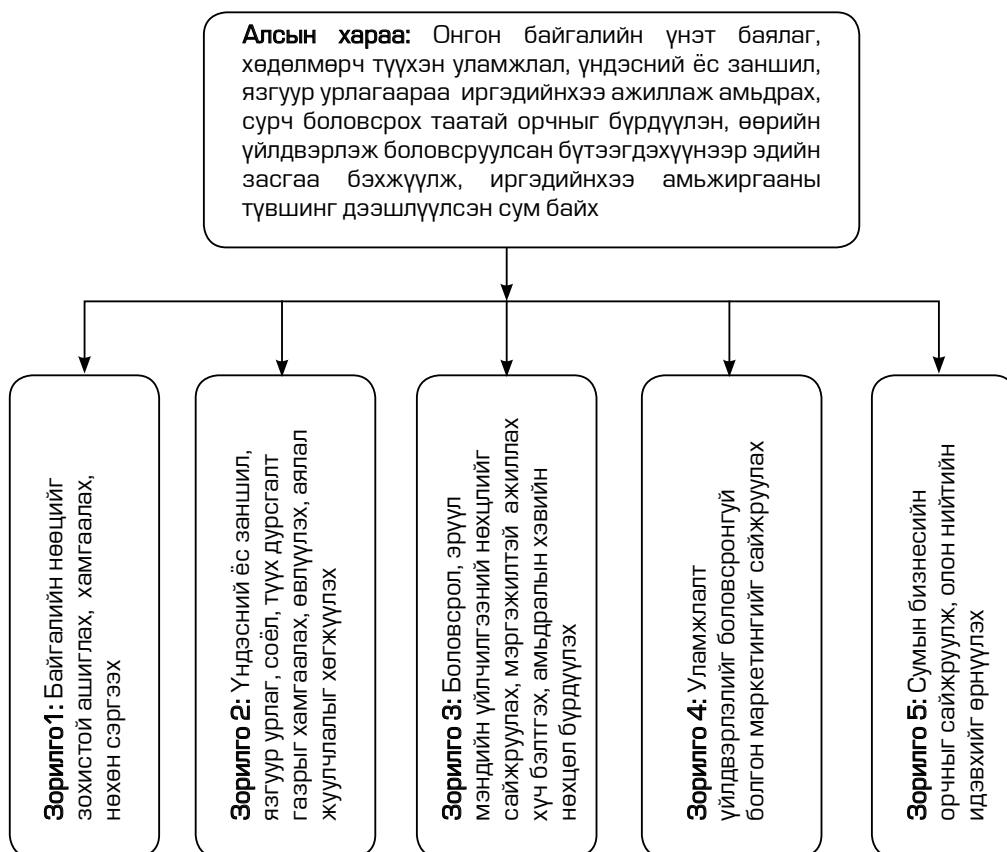 Алсын хараа: Онгон байгалийн үнэт баялаг,
хөдөлмөрч түүхэн уламжлал, үндэсний ёс заншил,
язгуур урлагаараа иргэдийнхээ ажиллаж амьдрах,
сурч боловсрох таатай орчныг бүрдүүлэн, өөрийн
үйлдвэрлэж боловсруулсан бүтээгдэхүүнээр эдийн
засгаа бэхжүүлж, иргэдийнхээ амьжиргааны
түвшинг дээшлүүлсэн сум байх
Зорилго1: Байгалийн нөөцийг
зохистой ашиглах, хамгаалах,
нөхөн сэргээх
Зорилго 2: Үндэсний ёс заншил,
язгуур урлаг, соёл, түүх дурсгалт
газрыг хамгаалах, өвлүүлэх, аялал
жуулчлалыг хөгжүүлэх
Зорилго 3: Боловсрол, эрүүл
мэндийн үйлчилгээний нөхцлийг
сайжруулах, мэргэжилтэй ажиллах
хүч бэлтгэх, амьдралын хэвийн
нөхцөл бүрдүүлэх
Зорилго 4: Уламжлалт
үйлдвэрлэлийг боловсронгуй
болгон маркетингийг сайжруулах
Зорилго 5: Сумын бизнесийн
орчныг сайжруулж, олон нийтийн
идэвхийг өрнүүлэх